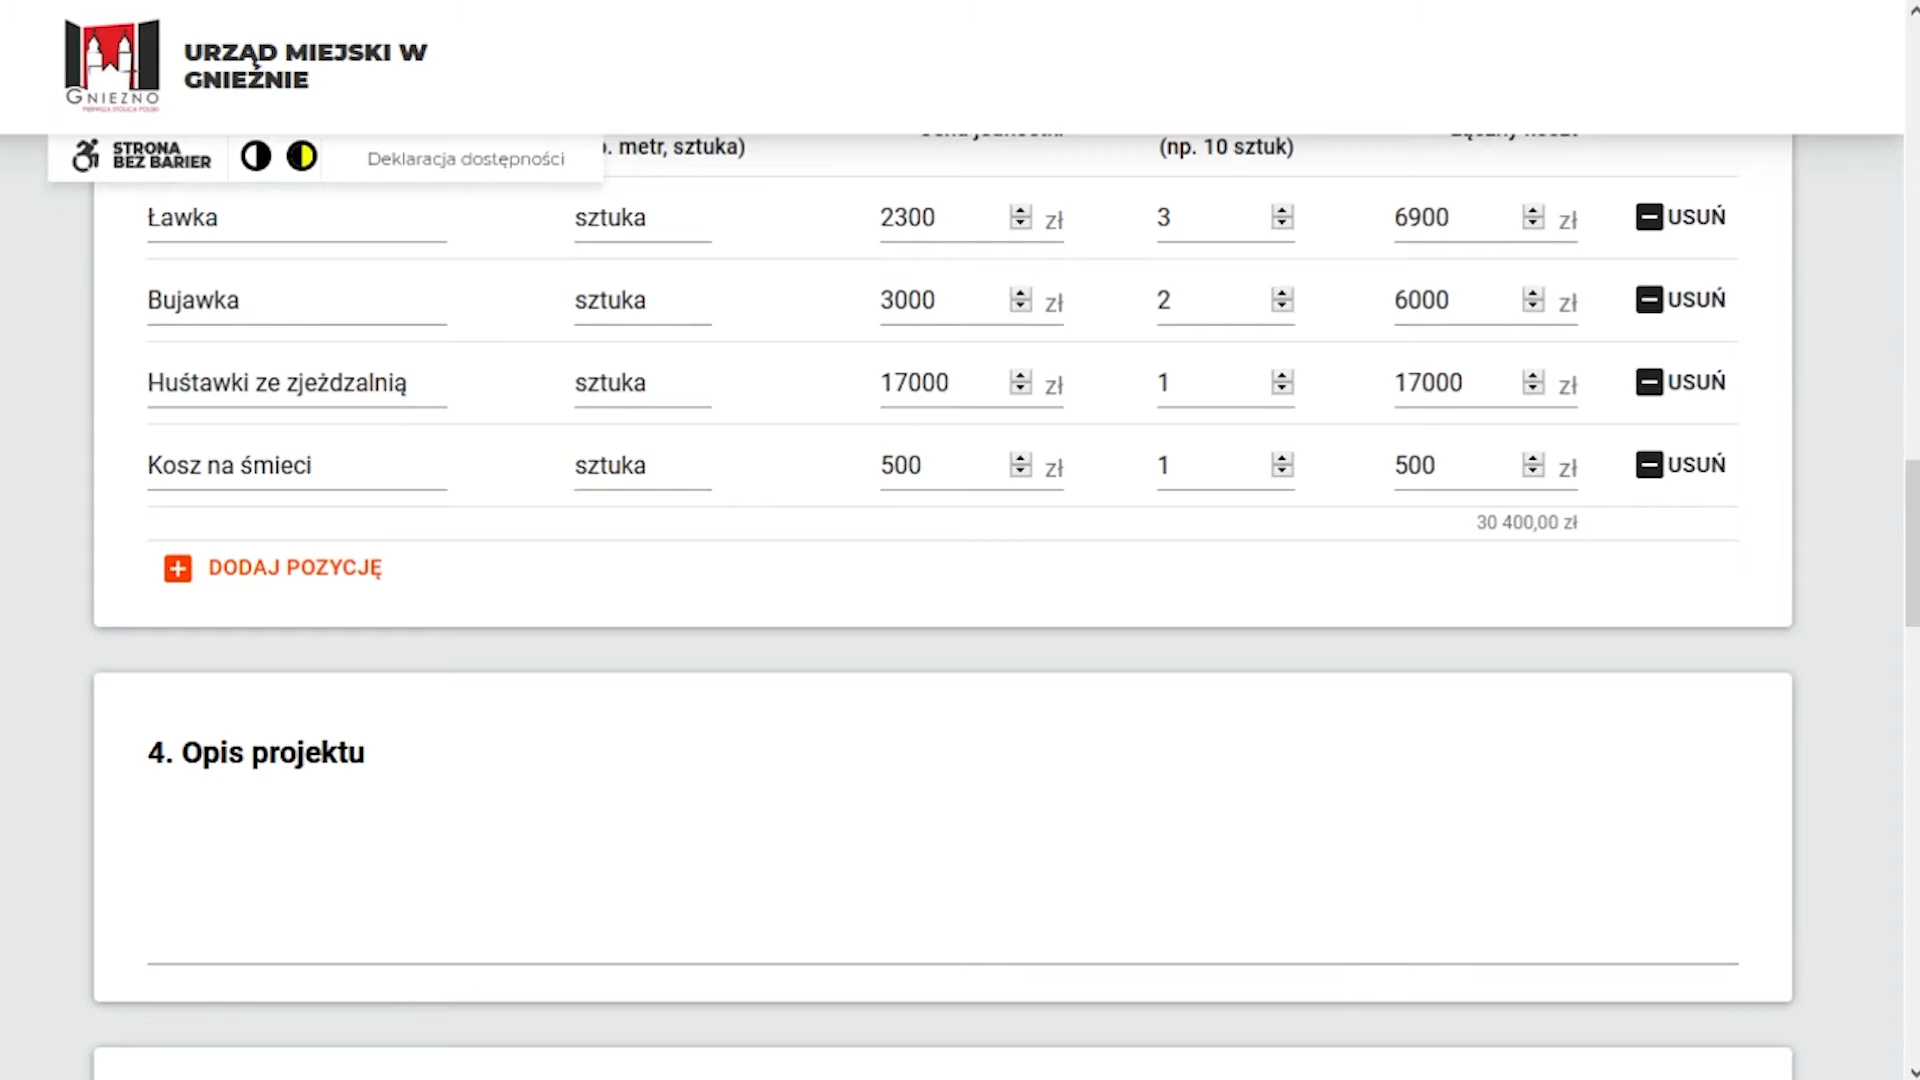 URZĄD MIEJSKI W
GNIEŹNIE
GNIEZNO
PIERWSZA STOLICA POLSKI
STRONA
BEZ BARIER
Deklaracja dostępności
metr, sztuka)
(np. 10 sztuk)
Ławka sztuka 2300 zł 3 6900 zł USUŃ
Bujawka sztuka 3000 zł 2 6000 zł USUŃ
Huśtawki ze zjeżdzalnią sztuka 17000 zł 1 17000 zł USUŃ
Kosz na śmieci sztuka 500 zł 1 500 zł USUŃ
30 400,00 zł
DODAJ POZYCJĘ
4. Opis projektu